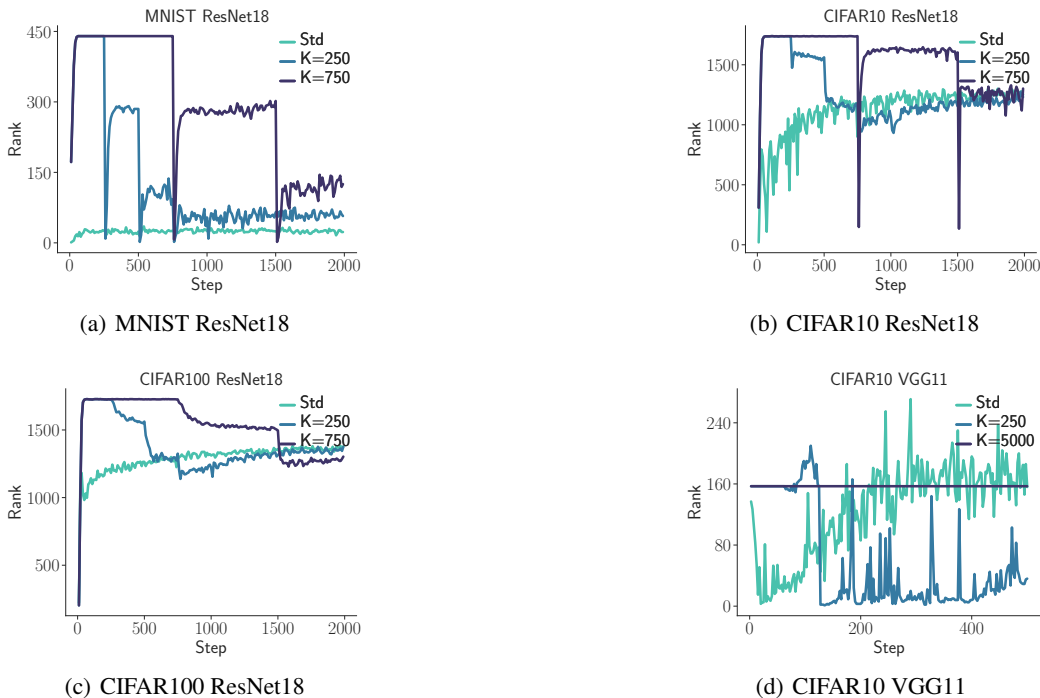 MNIST ResNet18
450
300
150
0
Rank
0 500 1000 1500 2000
Step
Std
K=250
K=750
(a) MNIST ResNet18
CIFAR10 ResNet18
1500
1000
500
0
Rank
0 500 1000 1500 2000
Step
Std
K=250
K=750
(b) CIFAR10 ResNet18
CIFAR100 ResNet18
1500
1000
500
Rank
0 500 1000 1500 2000
Step
Std
K=250
K=750
(c) CIFAR100 ResNet18
CIFAR10 VGG11
240
160
80
0
Rank
0 200 400
Step
Std
K=250
K=5000
(d) CIFAR10 VGG11